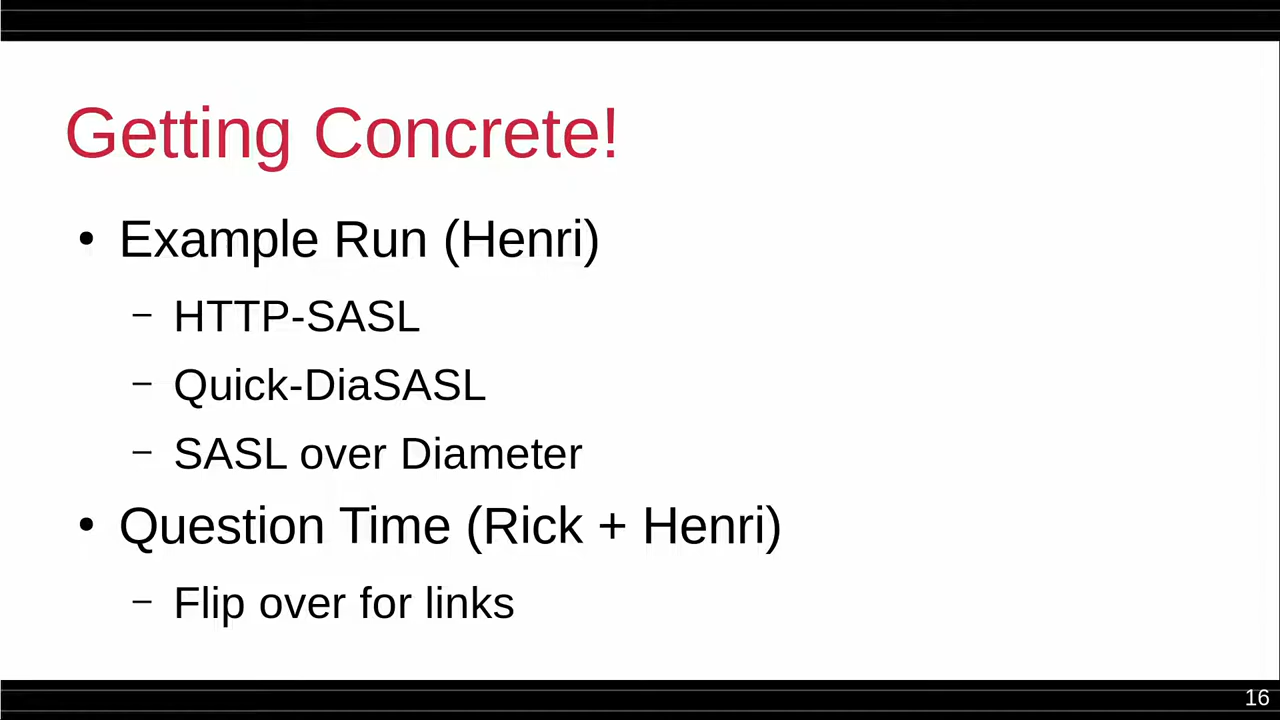 Getting Concrete!
• Example Run (Henri)
– HTTP-SASL
– Quick-DiaSASL
– SASL over Diameter
• Question Time (Rick + Henri)
– Flip over for links
16